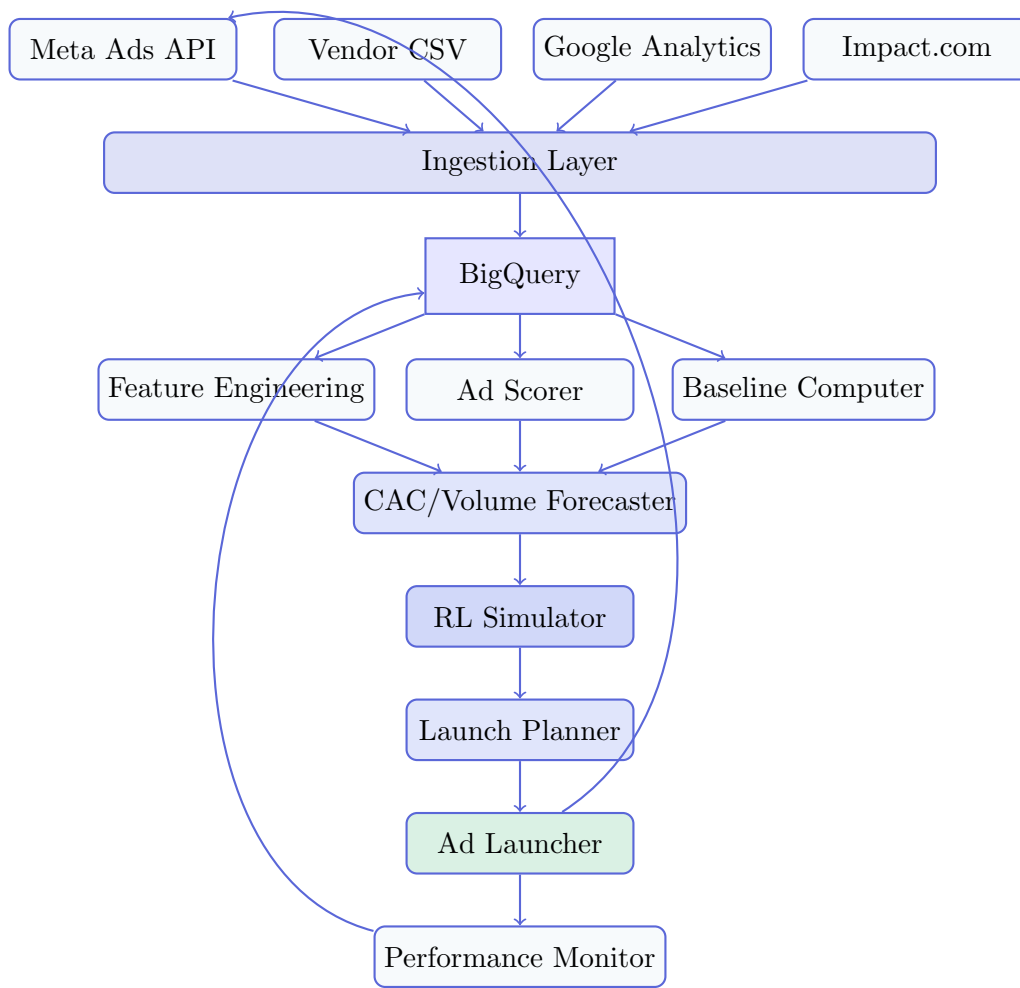 Meta Ads API
Vendor CSV
Google Analytics
Impact.com
Ingestion Layer
BigQuery
Feature Engineering
Ad Scorer
Baseline Computer
CAC/Volume Forecaster
RL Simulator
Launch Planner
Ad Launcher
Performance Monitor